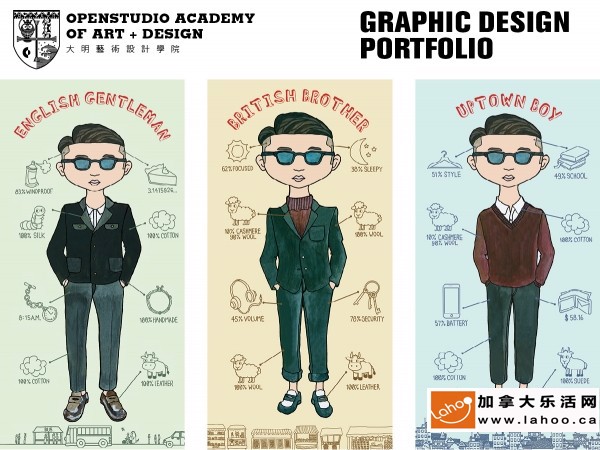 OPENSTUDIO ACADEMY
OF ART + DESIGN
大明藝術設計學院
GRAPHIC DESIGN
PORTFOLIO
ENGLISH GENTLEMAN
83% WINDPROOF
3.1415926...
100% SILK
100% COTTON
8:15 A.M.
100% HANDMADE
100% COTTON
100% LEATHER
BRITISH BROTHER
62% FOCUSED
38% SLEEPY
10% CASHMERE
90% WOOL
100% WOOL
45% VOLUME
78% SECURITY
100% WOOL
100% LEATHER
UPTOWN BOY
51% STYLE
49% SCHOOL
10% CASHMERE
90% WOOL
100% COTTON
57% BATTERY
$ 58.16
100% COTTON
100% SUEDE
Lahoo
加拿大乐活网
www.lahoo.ca